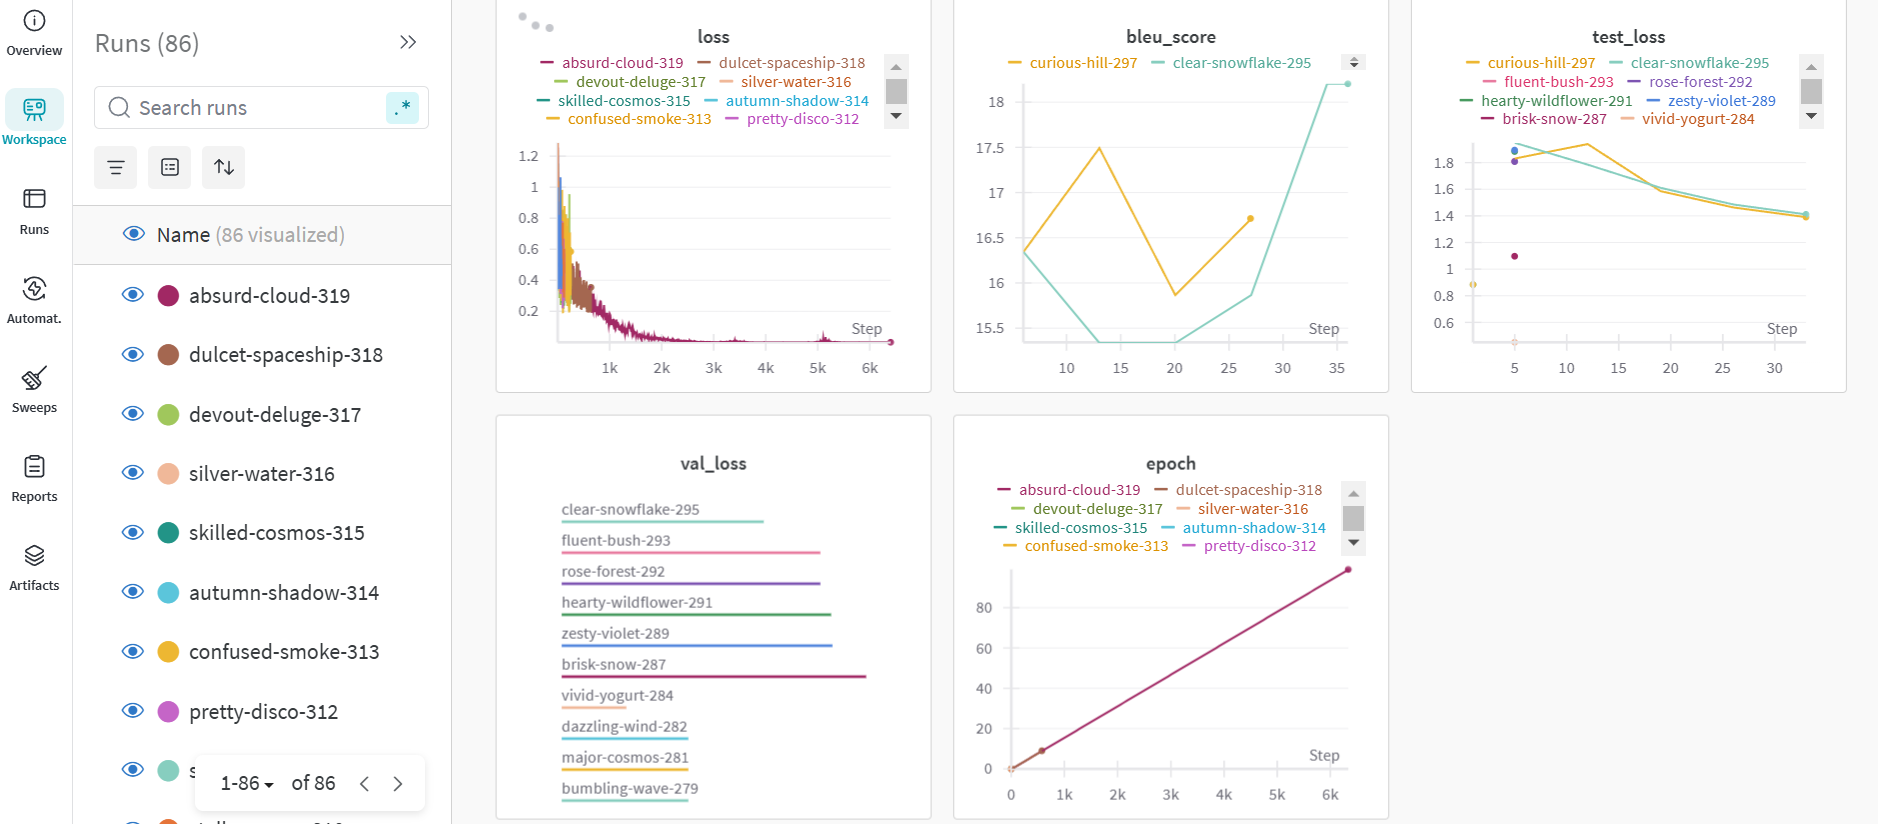 Overview
Workspace
Runs
Automat.
Sweeps
Reports
Artifacts
Runs (86)
Search runs
.*
Name (86 visualized)
absurd-cloud-319
dulcet-spaceship-318
devout-deluge-317
silver-water-316
skilled-cosmos-315
autumn-shadow-314
confused-smoke-313
pretty-disco-312
1-86 of 86
loss
absurd-cloud-319 dulcet-spaceship-318
devout-deluge-317 silver-water-316
skilled-cosmos-315 autumn-shadow-314
confused-smoke-313 pretty-disco-312
1.2
1
0.8
0.6
0.4
0.2
Step
1k 2k 3k 4k 5k 6k
bleu_score
curious-hill-297 clear-snowflake-295
18
17.5
17
16.5
16
15.5
Step
10 15 20 25 30 35
test_loss
curious-hill-297 clear-snowflake-295
fluent-bush-293 rose-forest-292
hearty-wildflower-291 zesty-violet-289
brisk-snow-287 vivid-yogurt-284
1.8
1.6
1.4
1.2
1
0.8
0.6
Step
5 10 15 20 25 30
val_loss
clear-snowflake-295
fluent-bush-293
rose-forest-292
hearty-wildflower-291
zesty-violet-289
brisk-snow-287
vivid-yogurt-284
dazzling-wind-282
major-cosmos-281
bumbling-wave-279
epoch
absurd-cloud-319 dulcet-spaceship-318
devout-deluge-317 silver-water-316
skilled-cosmos-315 autumn-shadow-314
confused-smoke-313 pretty-disco-312
80
60
40
20
0
Step
0 1k 2k 3k 4k 5k 6k